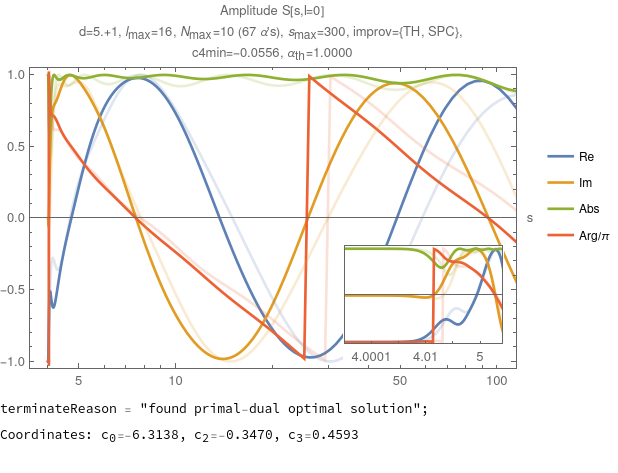 Amplitude S[s,l=0]
d=5.+1, lmax=16, Nmax=10 (67 α's), smax=300, improv={TH, SPC},
c4min=−0.0556, αth=1.0000
1.0
0.5
0.0
−0.5
−1.0
5
10
50
100
s
4.0001
4.01
5
Re
Im
Abs
Arg/π
terminateReason = "found primal-dual optimal solution";
Coordinates: c0=-6.3138, c2=-0.3470, c3=0.4593